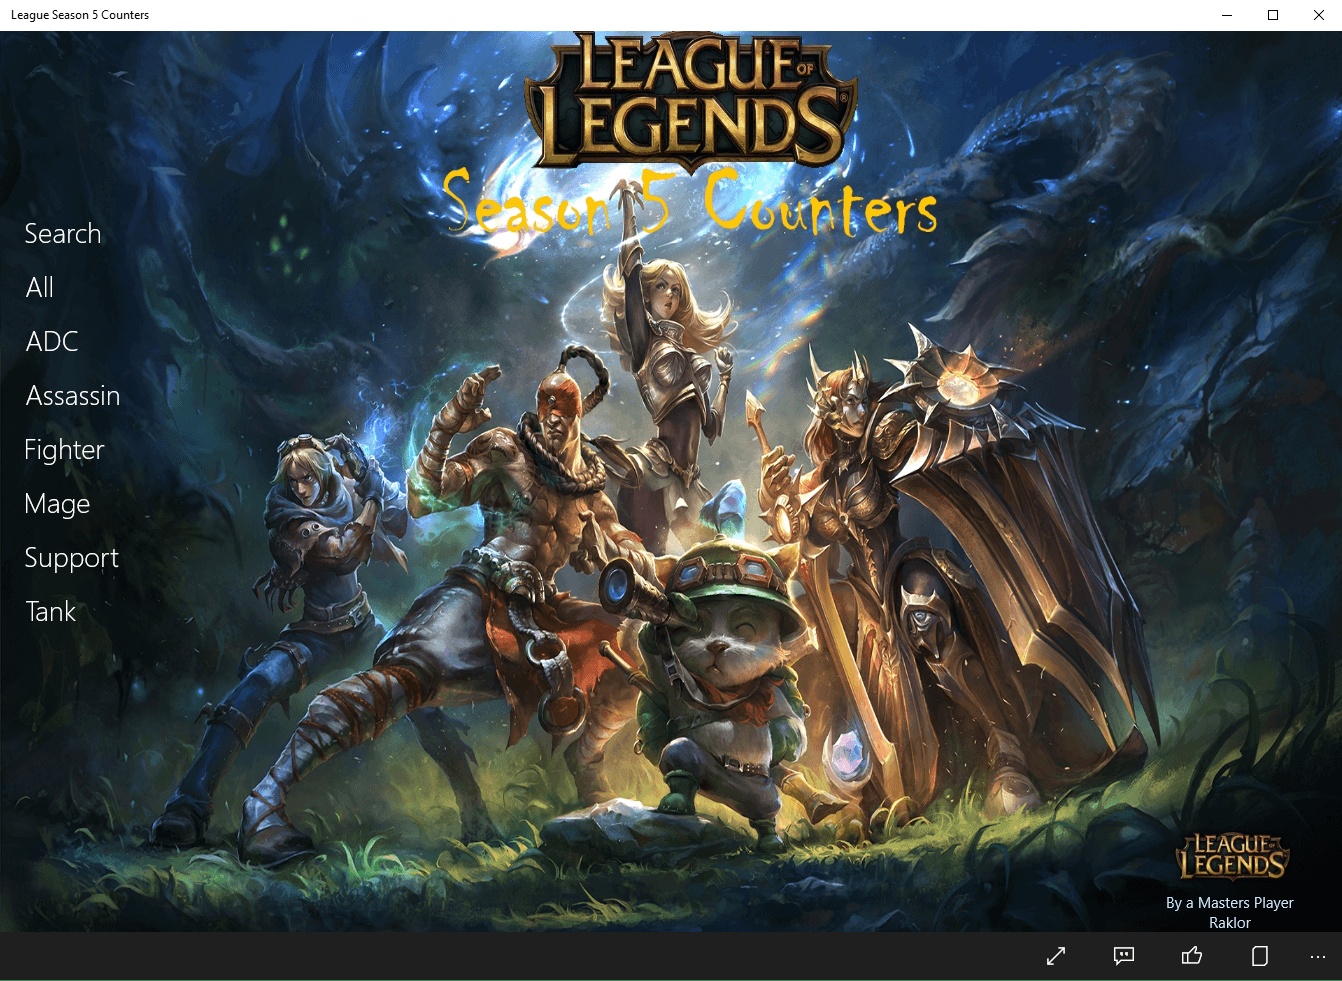 League Season 5 Counters
LEAGUE OF
LEGENDS®
Season 5 Counters
Search
All
ADC
Assassin
Fighter
Mage
Support
Tank
LEAGUE OF
LEGENDS
By a Masters Player
Raklor